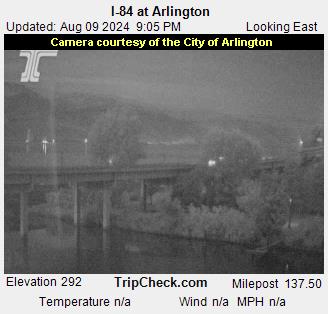 I-84 at Arlington
Updated: Aug 09 2024 9:05 PM Looking East
Camera courtesy of the City of Arlington
Elevation 292 TripCheck.com Milepost 137.50
Temperature n/a Wind n/a MPH n/a